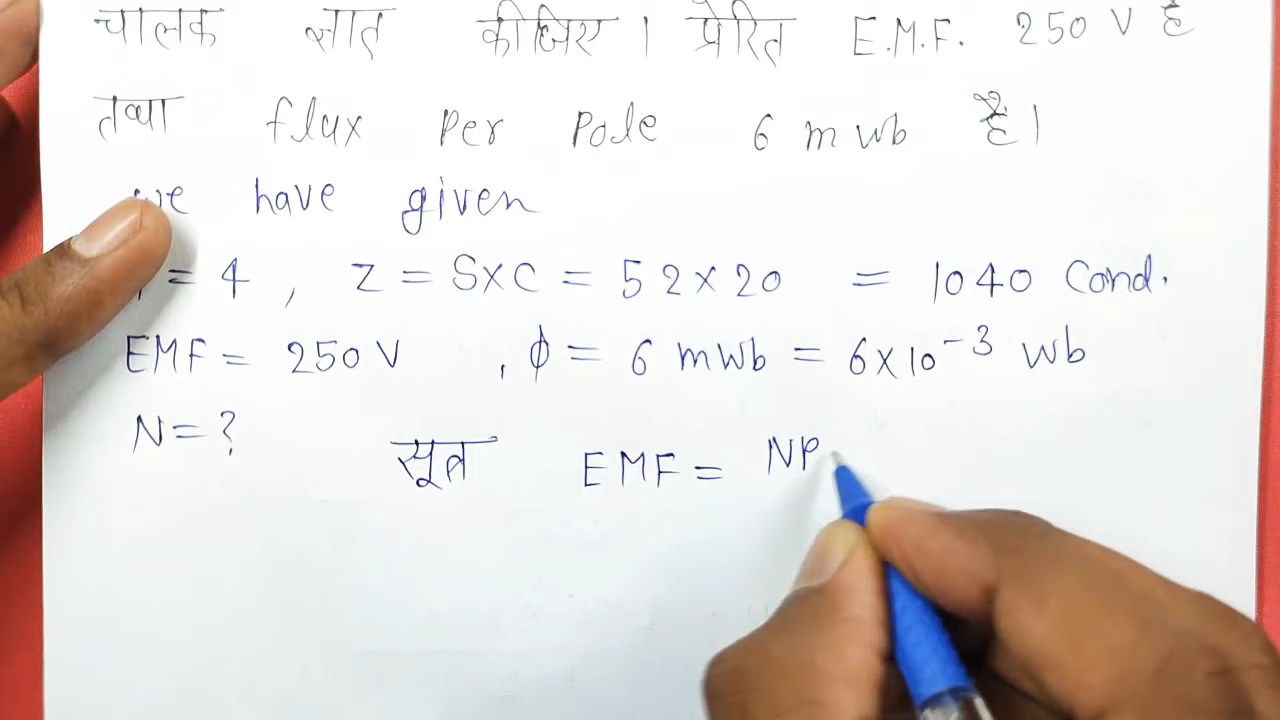 चालक ज्ञात कीजिए। प्रेरित E.M.F. 250 V है
तथा flux Per Pole 6 m wb है।
we have given
= 4 , Z = S×C = 52×20 = 1040 Cond.
EMF = 250 V , ϕ = 6 mwb = 6×10⁻³ wb
N = ?
सूत्र EMF = NP